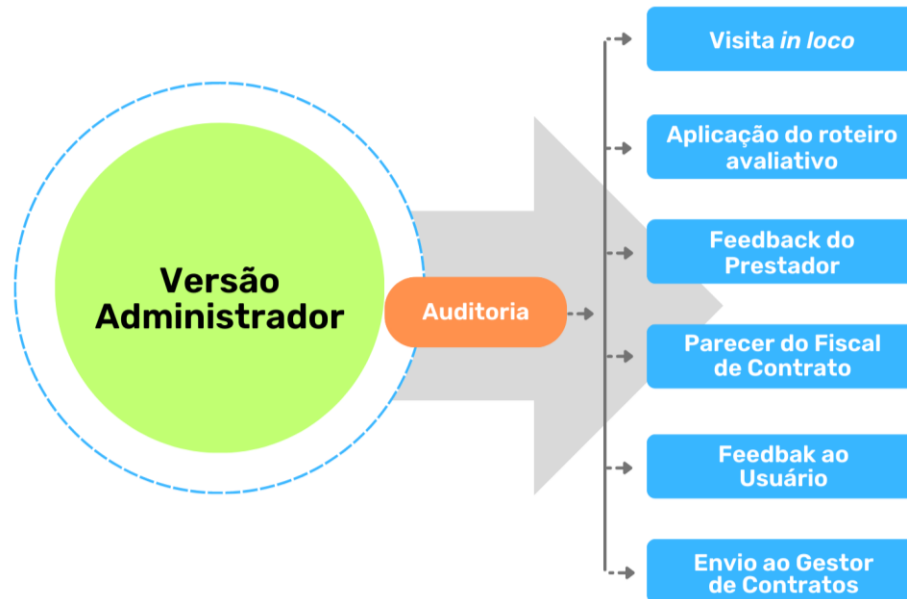 Versão
Administrador
Auditoria
Visita in loco
Aplicação do roteiro
avaliativo
Feedback do
Prestador
Parecer do Fiscal
de Contrato
Feedbak ao
Usuário
Envio ao Gestor
de Contratos